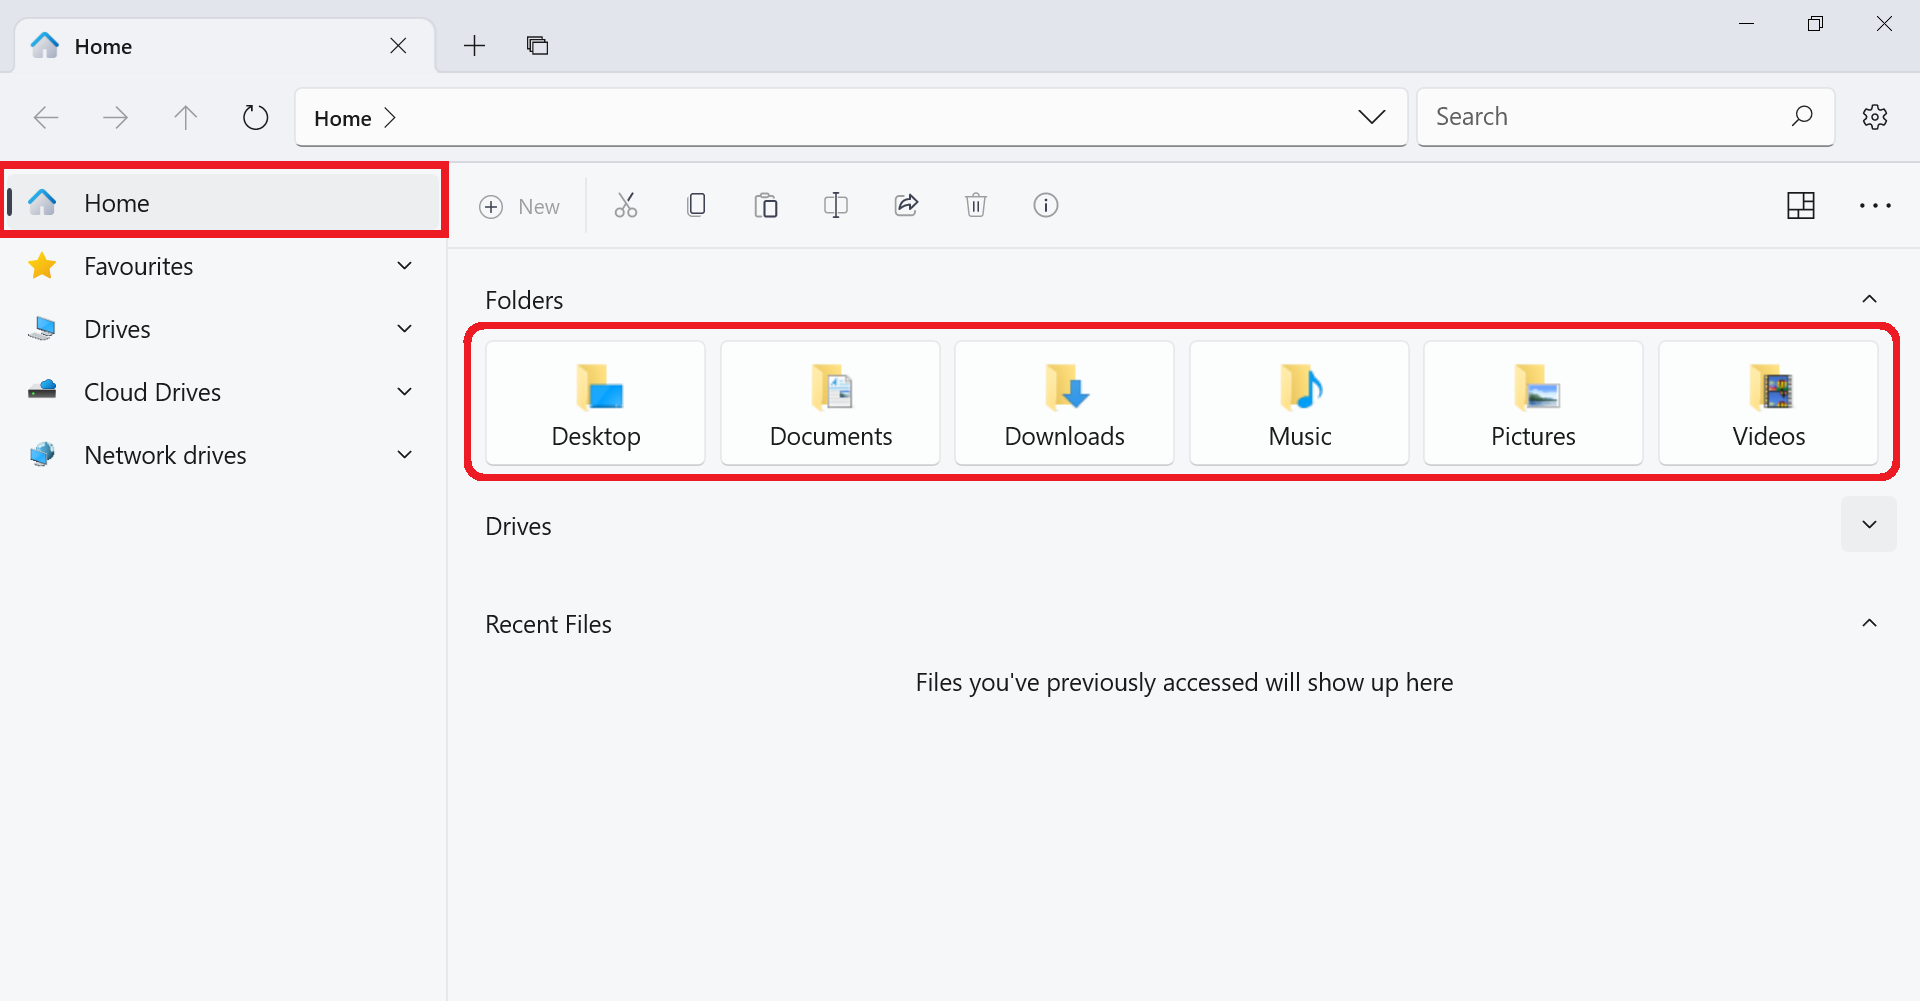 Home
Home
Search
Home
Favourites
Drives
Cloud Drives
Network drives
New
Folders
Desktop
Documents
Downloads
Music
Pictures
Videos
Drives
Recent Files
Files you've previously accessed will show up here